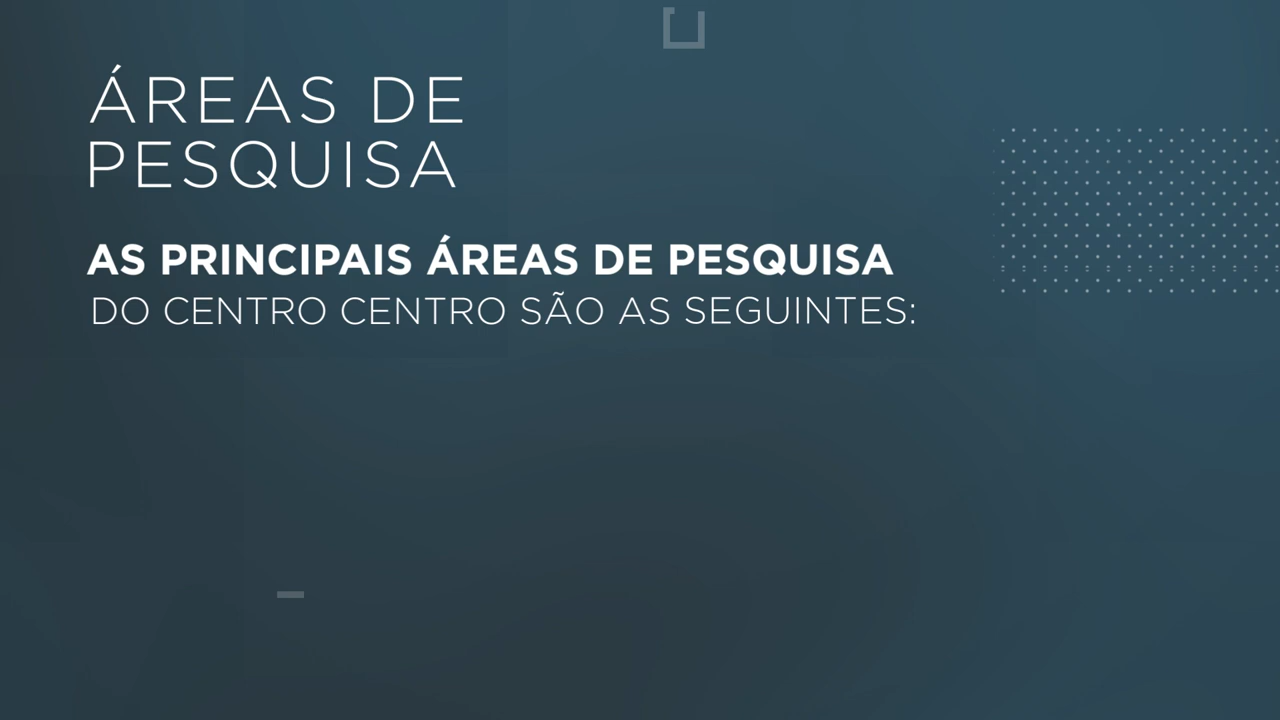 ÁREAS DE
PESQUISA
AS PRINCIPAIS ÁREAS DE PESQUISA
DO CENTRO CENTRO SÃO AS SEGUINTES: